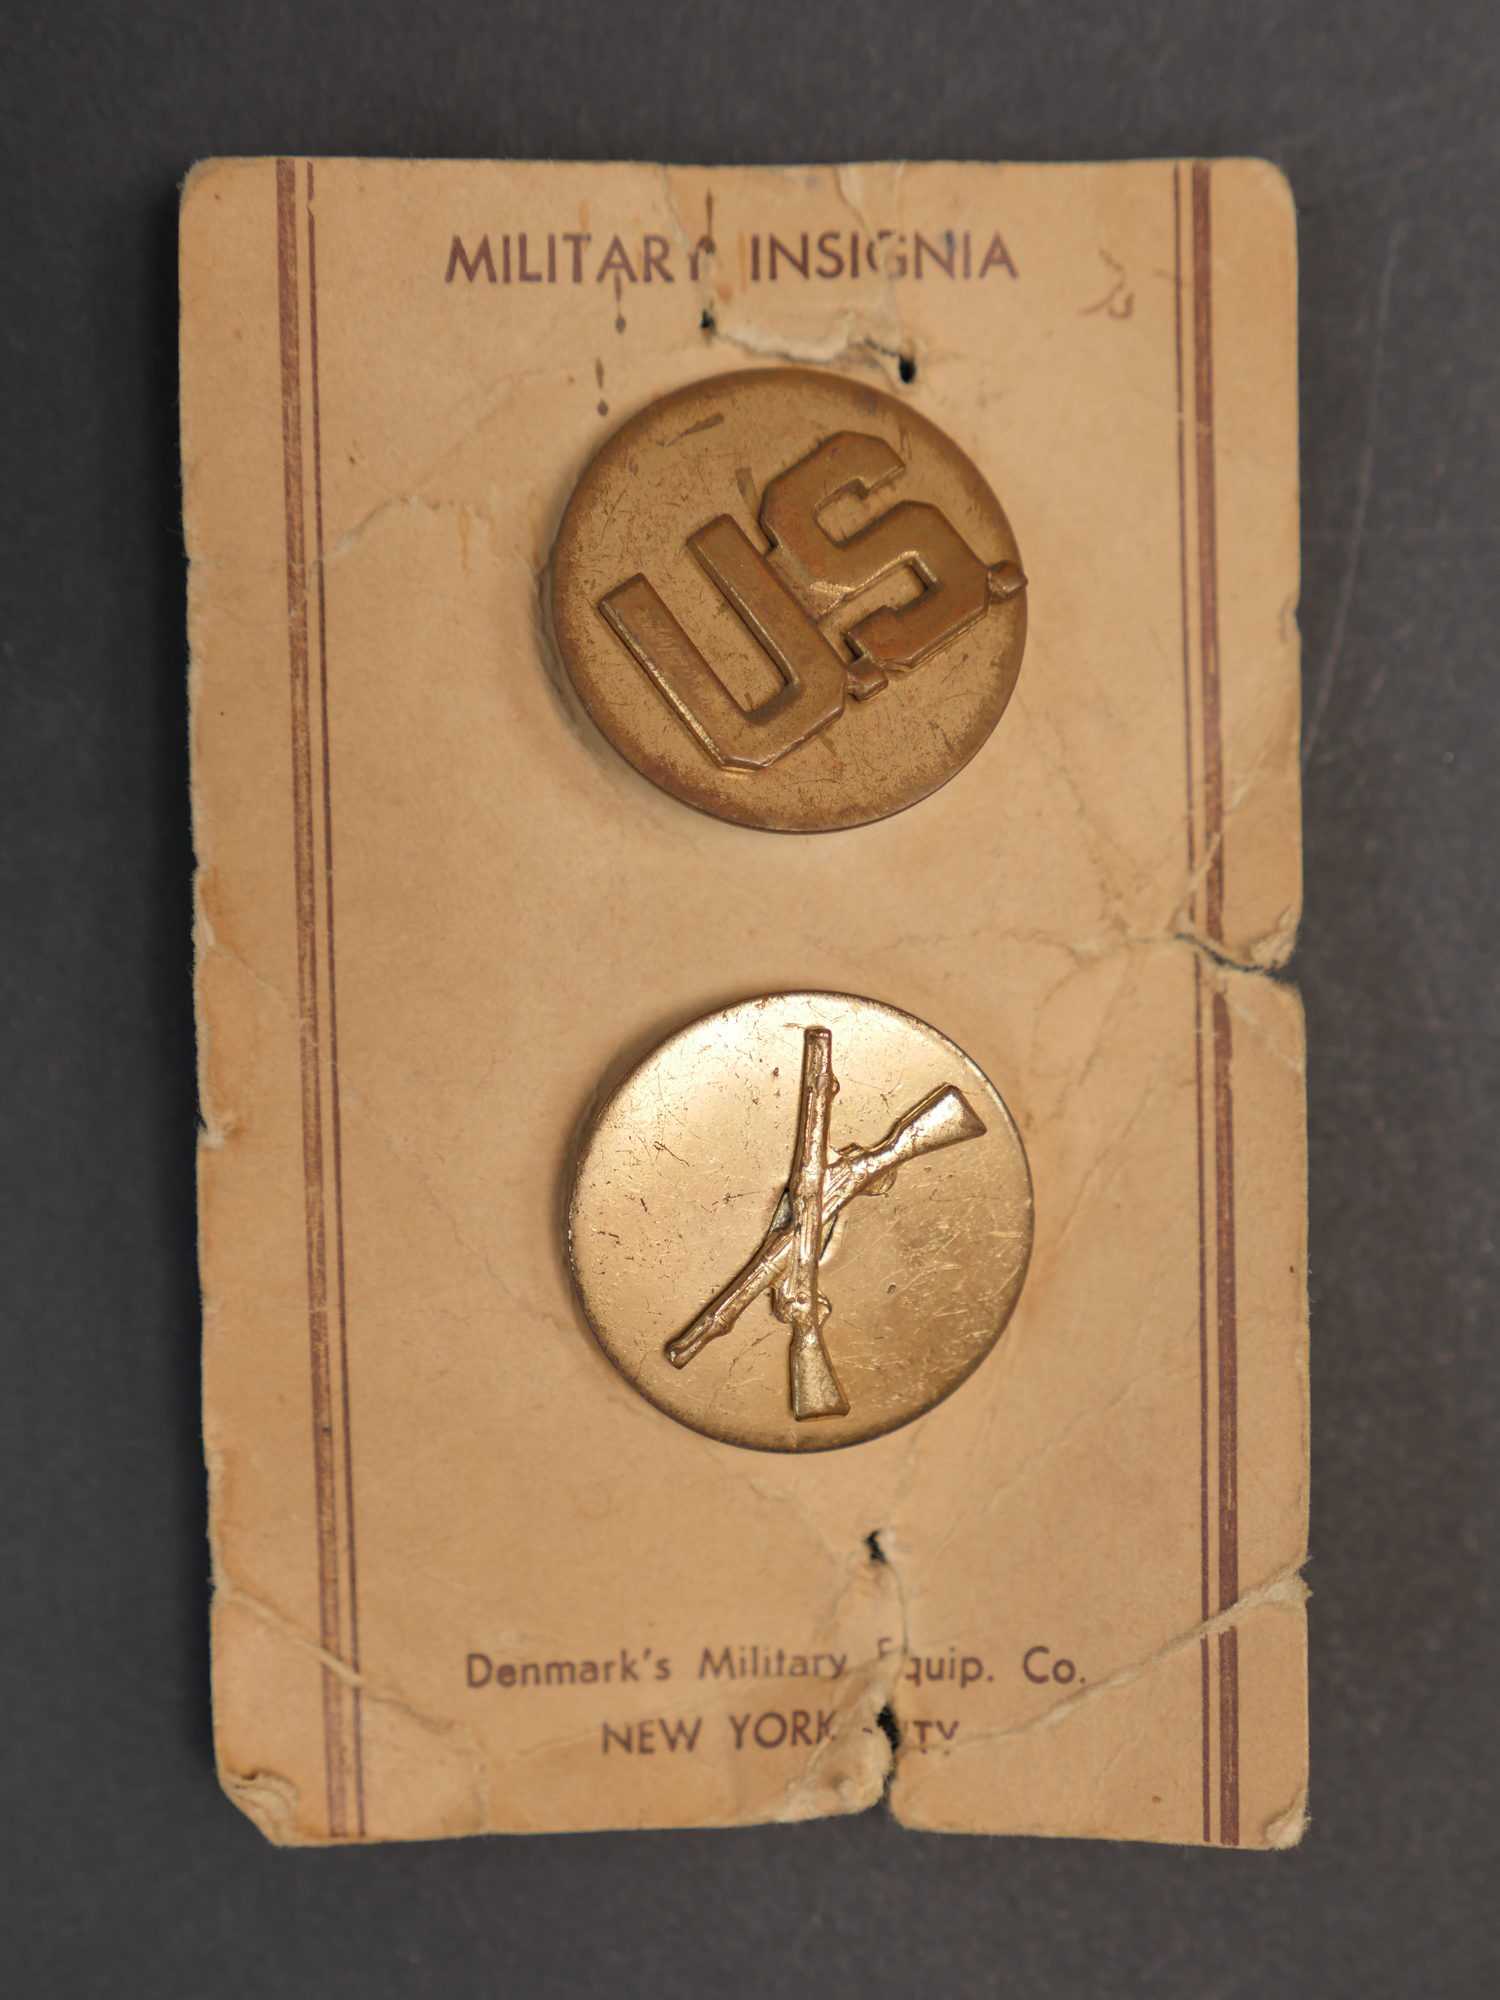 MILITARY INSIGNIA
U.S.
Denmark's Military Equip. Co.
NEW YORK CITY